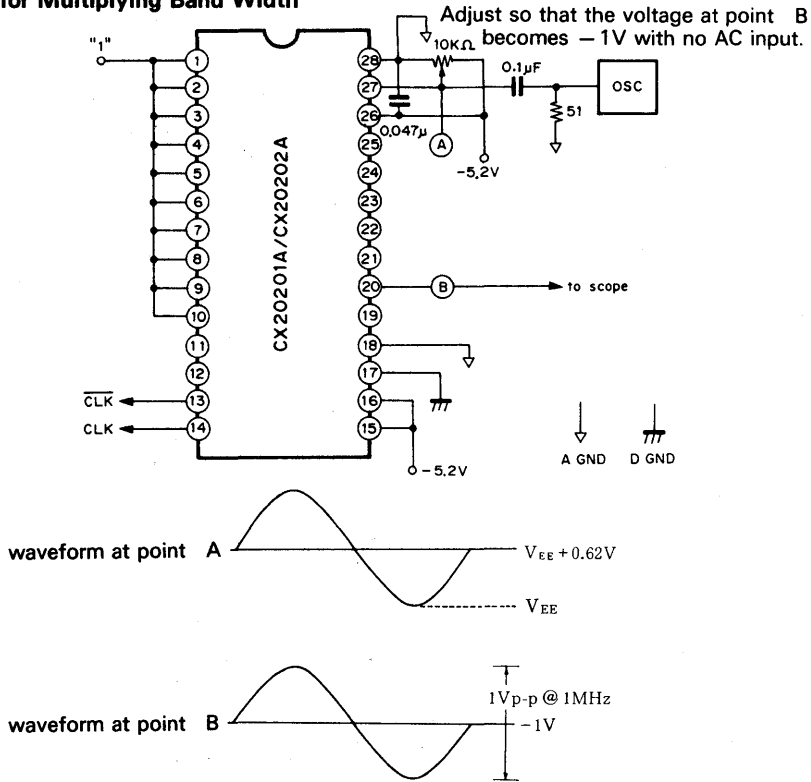 for Multiplying Band Width
Adjust so that the voltage at point B
becomes −1V with no AC input.
"1"
10KΩ
0.1μF
OSC
51
0.047μ
A
-5.2V
1
2
3
4
5
6
7
8
9
10
11
12
13
14
28
27
26
25
24
23
22
21
20
19
18
17
16
15
CX20201A/CX20202A
B
to scope
CLK
CLK
-5.2V
A GND
D GND
waveform at point A
VEE+0.62V
VEE
waveform at point B
1Vp-p @ 1MHz
-1V